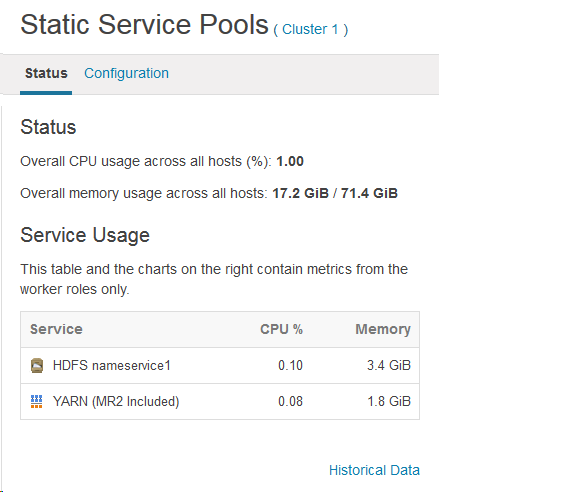 Static Service Pools ( Cluster 1 )
Status Configuration
Status
Overall CPU usage across all hosts (%): 1.00
Overall memory usage across all hosts: 17.2 GiB / 71.4 GiB
Service Usage
This table and the charts on the right contain metrics from the
worker roles only.
Service CPU % Memory
HDFS nameservice1 0.10 3.4 GiB
YARN (MR2 Included) 0.08 1.8 GiB
Historical Data